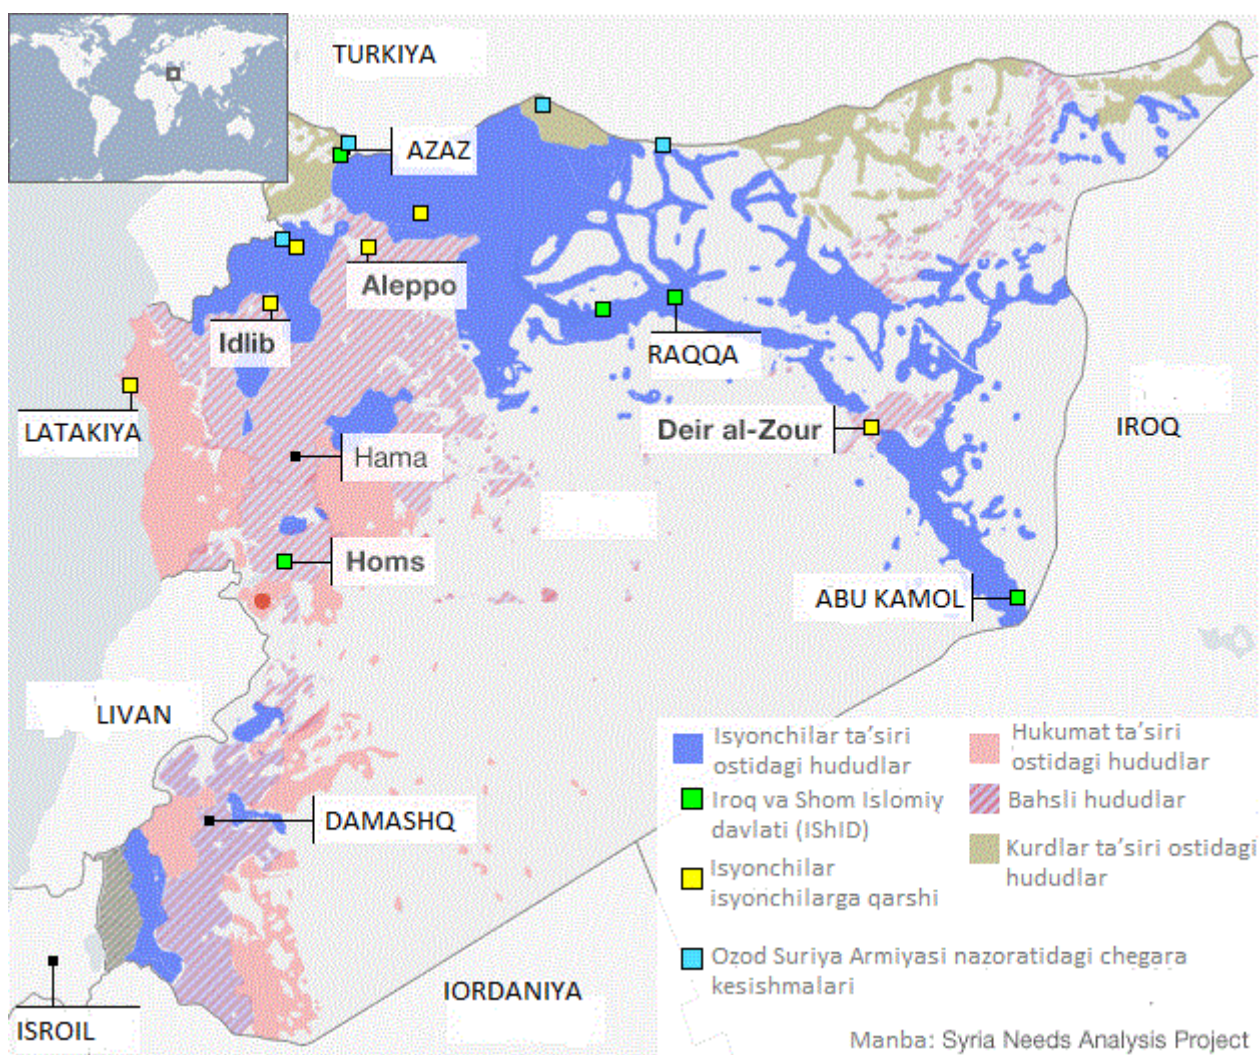 TURKIYA
AZAZ
Aleppo
Idlib
RAQQA
LATAKIYA
Deir al-Zour
IROQ
Hama
Homs
ABU KAMOL
LIVAN
DAMASHQ
IORDANIYA
ISROIL
Isyonchilar ta'siri
ostidagi hududlar
Iroq va Shom Islomiy
davlati (IShID)
Isyonchilar
isyonchilarga qarshi
Ozod Suriya Armiyasi nazoratidagi chegara
kesishmalari
Hukumat ta'siri
ostidagi hududlar
Bahsli hududlar
Kurdlar ta'siri ostidagi
hududlar
Manba: Syria Needs Analysis Project